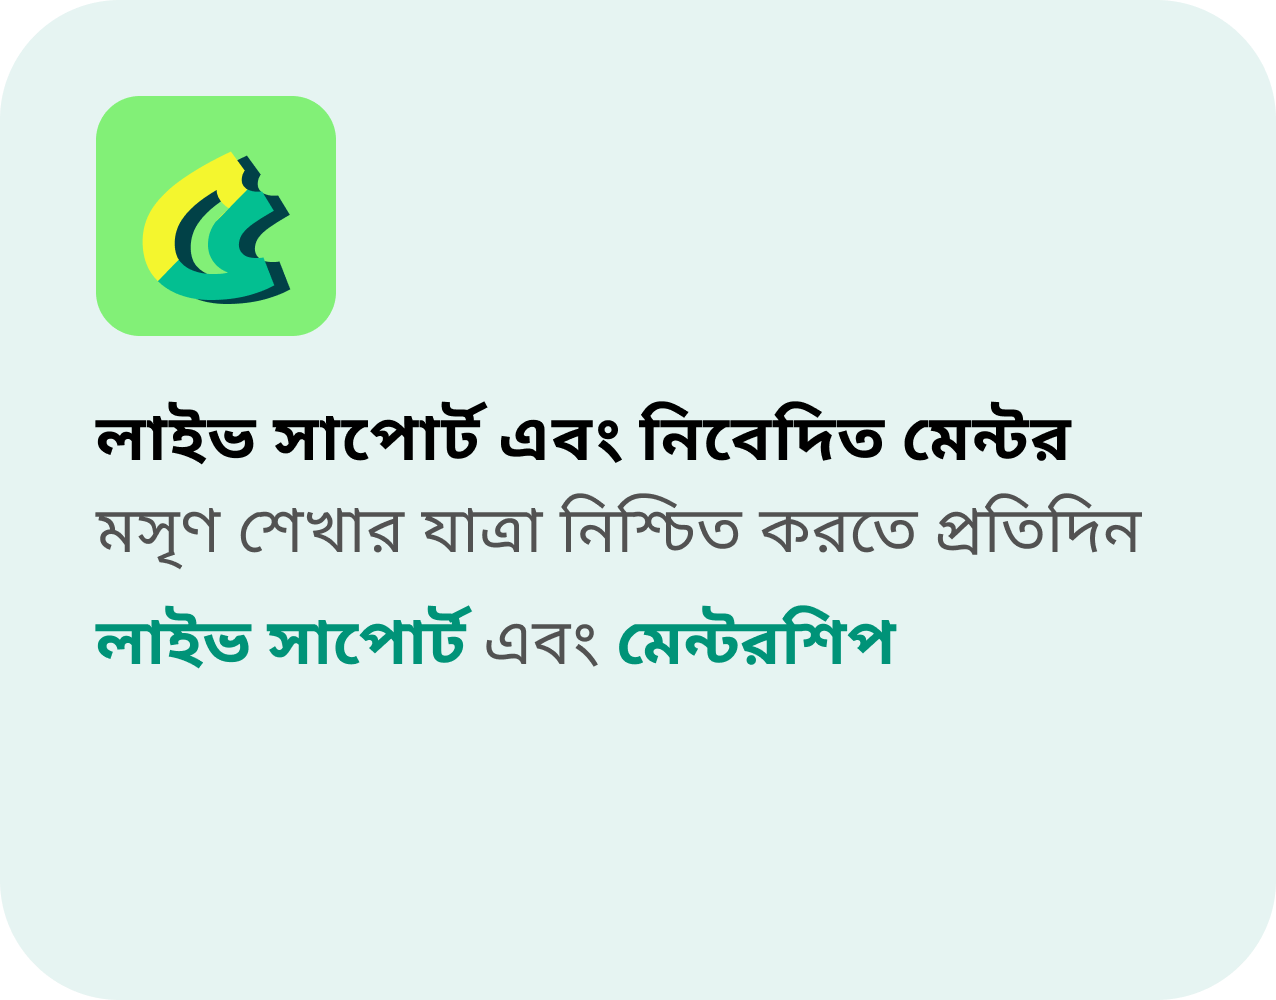 লাইভ সাপোর্ট এবং নিবেদিত মেন্টর
মসৃণ শেখার যাত্রা নিশ্চিত করতে প্রতিদিন
লাইভ সাপোর্ট এবং মেন্টরশিপ